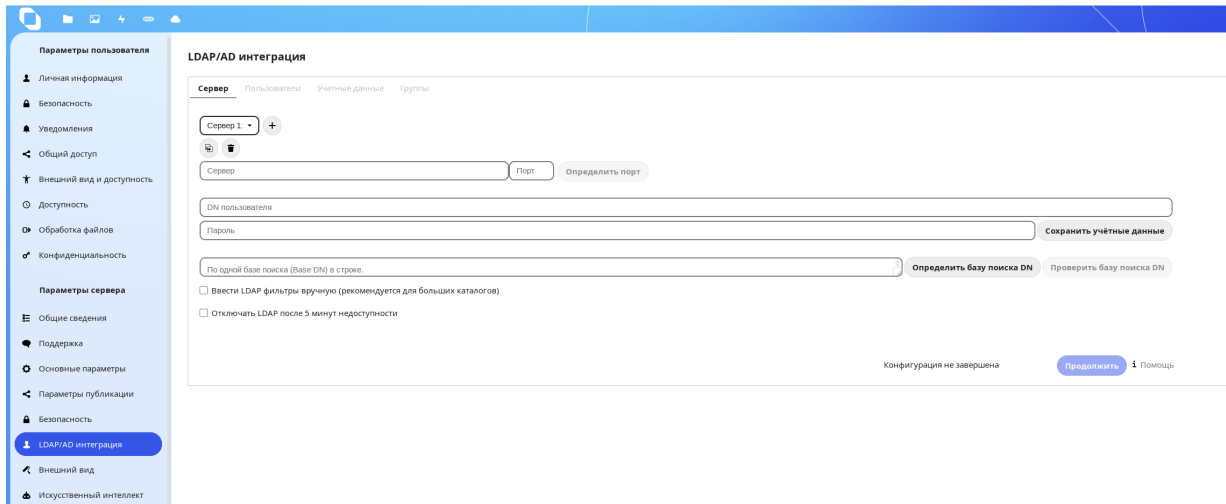 Параметры пользователя
Личная информация
Безопасность
Уведомления
Общий доступ
Внешний вид и доступность
Доступность
Обработка файлов
Конфиденциальность
Параметры сервера
Общие сведения
Поддержка
Основные параметры
Параметры публикации
Безопасность
LDAP/AD интеграция
Внешний вид
Искусственный интеллект
LDAP/AD интеграция
Сервер Пользователи Учетные данные Группы
Сервер 1: +
Сервер Порт Определить порт
DN пользователя
Пароль Сохранить учётные данные
По одной базе поиска (Base DN) в строке. Определить базу поиска DN Проверить базу поиска DN
Ввести LDAP фильтры вручную (рекомендуется для больших каталогов)
Отключать LDAP после 5 минут недоступности
Конфигурация не завершена Продолжить i Помощь